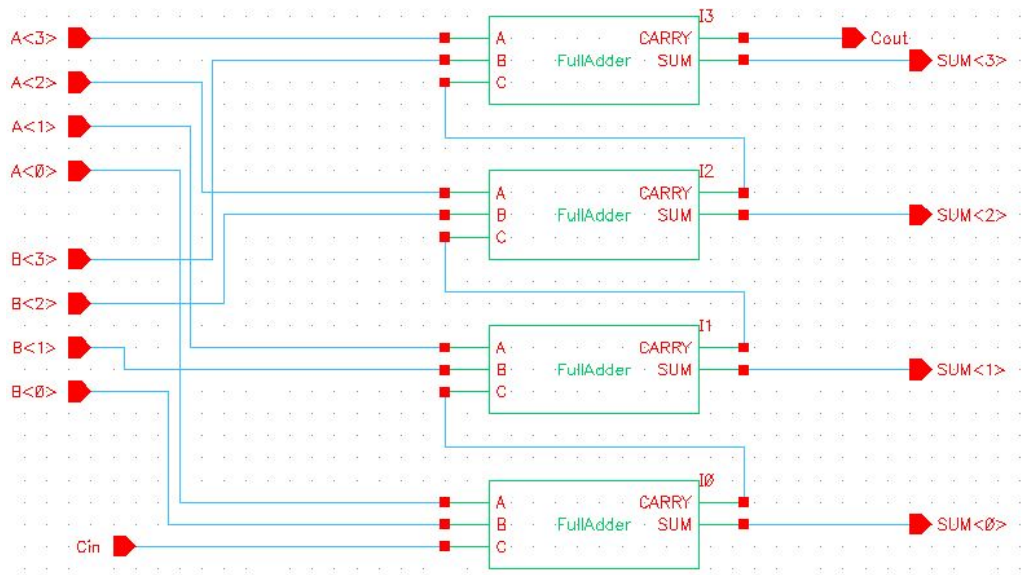 I3
A<3> A CARRY Cout
B FullAdder SUM SUM<3>
A<2> C
A<1>
A<0> I2
A CARRY
B FullAdder SUM SUM<2>
C
B<3>
B<2>
I1
B<1> A CARRY
B FullAdder SUM SUM<1>
B<0> C
I0
A CARRY
B FullAdder SUM SUM<0>
Cin C